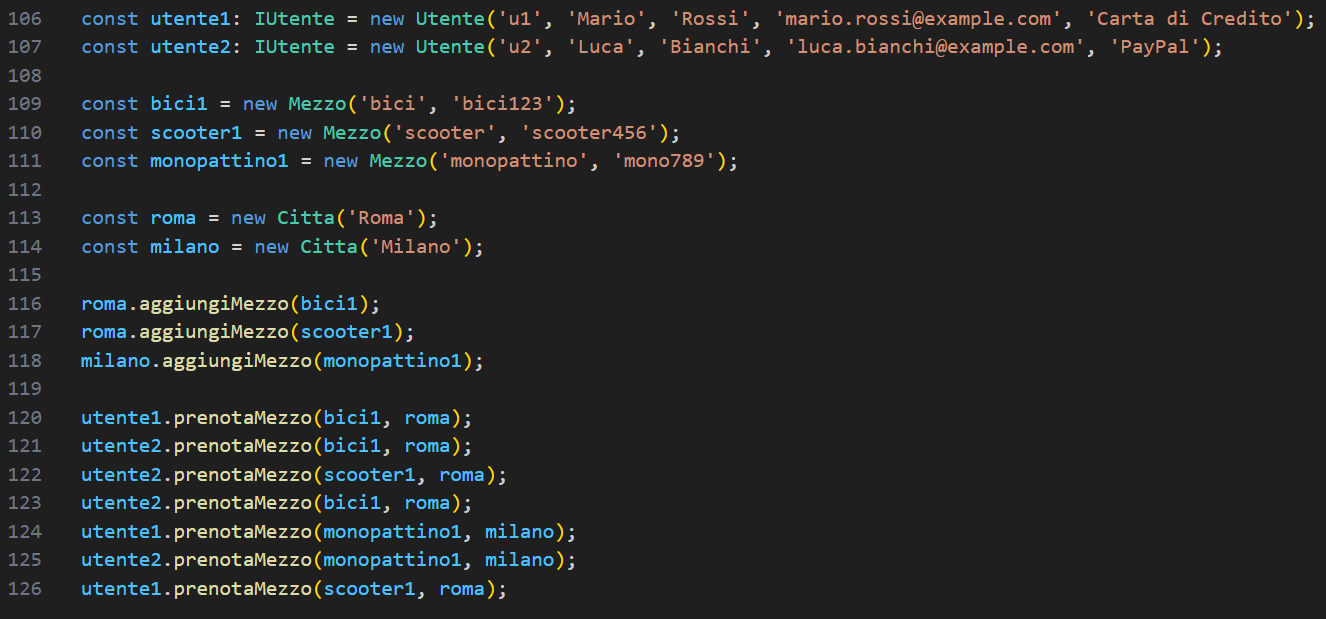 106 const utente1: IUtente = new Utente('u1', 'Mario', 'Rossi', 'mario.rossi@example.com', 'Carta di Credito');
107 const utente2: IUtente = new Utente('u2', 'Luca', 'Bianchi', 'luca.bianchi@example.com', 'PayPal');
108
109 const bici1 = new Mezzo('bici', 'bici123');
110 const scooter1 = new Mezzo('scooter', 'scooter456');
111 const monopattino1 = new Mezzo('monopattino', 'mono789');
112
113 const roma = new Citta('Roma');
114 const milano = new Citta('Milano');
115
116 roma.aggiungiMezzo(bici1);
117 roma.aggiungiMezzo(scooter1);
118 milano.aggiungiMezzo(monopattino1);
119
120 utente1.prenotaMezzo(bici1, roma);
121 utente2.prenotaMezzo(bici1, roma);
122 utente2.prenotaMezzo(scooter1, roma);
123 utente2.prenotaMezzo(bici1, roma);
124 utente1.prenotaMezzo(monopattino1, milano);
125 utente2.prenotaMezzo(monopattino1, milano);
126 utente1.prenotaMezzo(scooter1, roma);